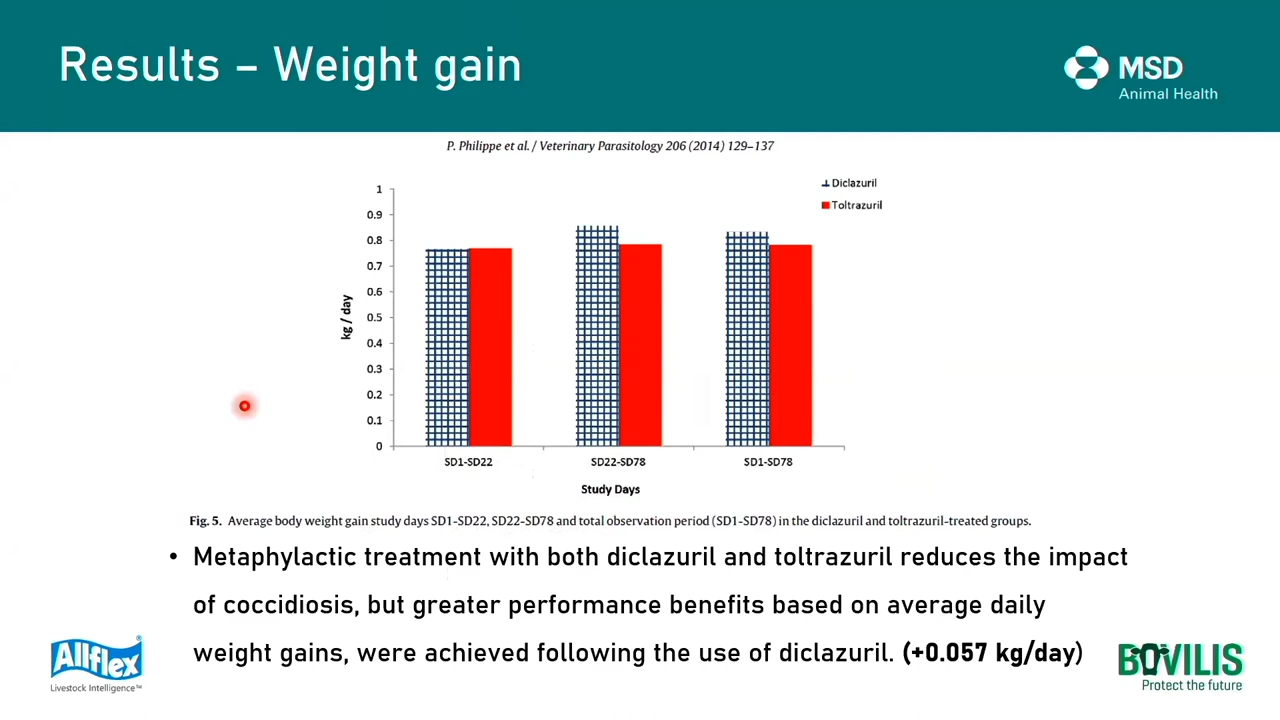 Results – Weight gain
MSD
Animal Health
P. Philippe et al. / Veterinary Parasitology 206 (2014) 129–137
Diclazuril
Toltrazuril
1
0.9
0.8
0.7
0.6
0.5
0.4
0.3
0.2
0.1
0
kg / day
SD1-SD22
SD22-SD78
SD1-SD78
Study Days
Fig. 5. Average body weight gain study days SD1-SD22, SD22-SD78 and total observation period (SD1-SD78) in the diclazuril and toltrazuril-treated groups.
• Metaphylactic treatment with both diclazuril and toltrazuril reduces the impact
of coccidiosis, but greater performance benefits based on average daily
weight gains, were achieved following the use of diclazuril. (+0.057 kg/day)
Allflex®
Livestock Intelligence™
BOVILIS
Protect the future